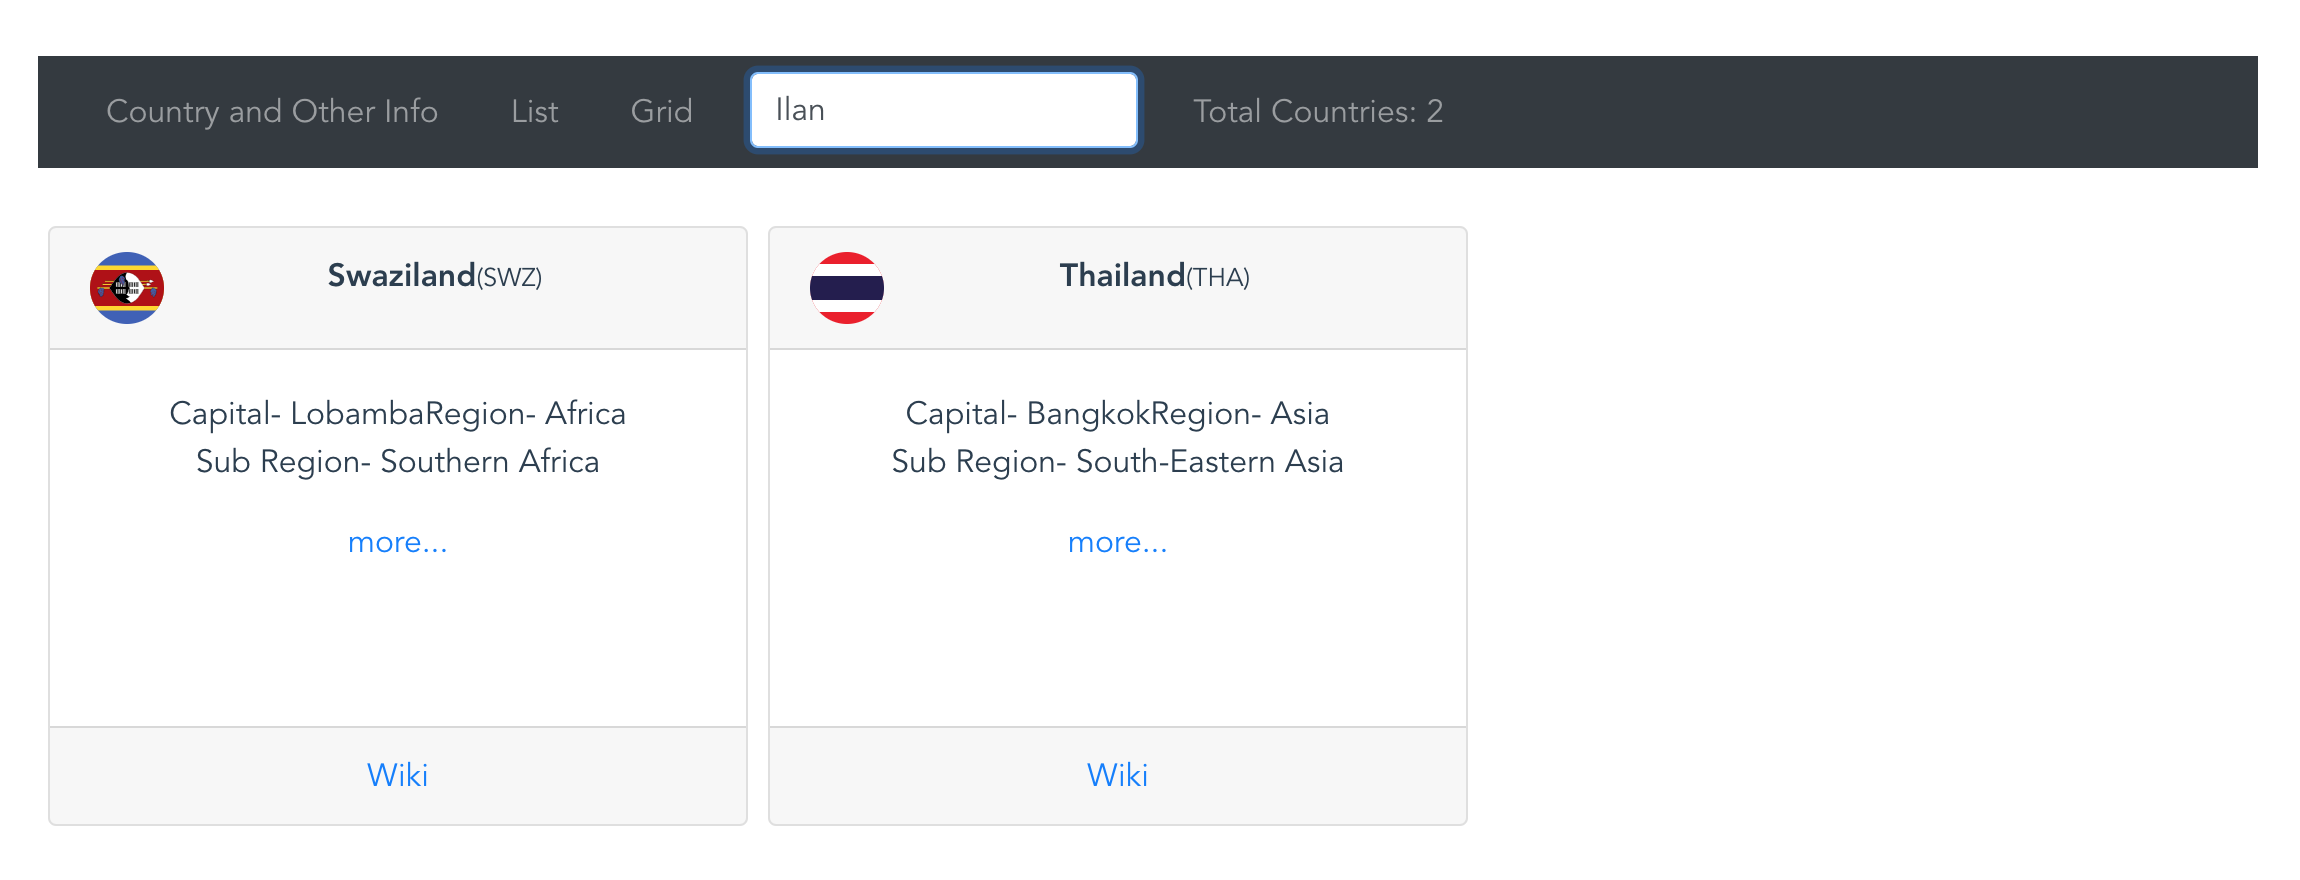 Country and Other Info List Grid Ilan Total Countries: 2
Swaziland(SWZ)
Capital- LobambaRegion- Africa
Sub Region- Southern Africa
more...
Wiki
Thailand(THA)
Capital- BangkokRegion- Asia
Sub Region- South-Eastern Asia
more...
Wiki